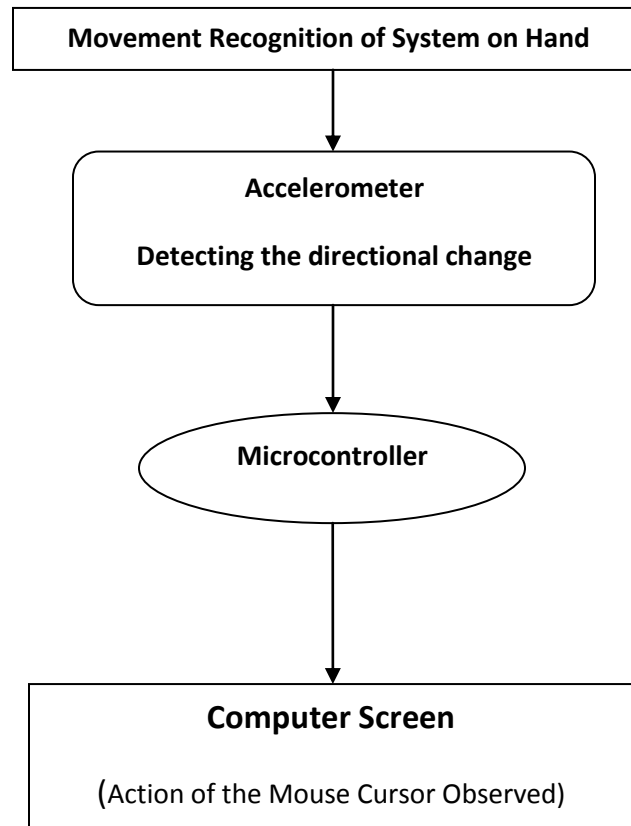 Movement Recognition of System on Hand
Accelerometer
Detecting the directional change
Microcontroller
Computer Screen
(Action of the Mouse Cursor Observed)